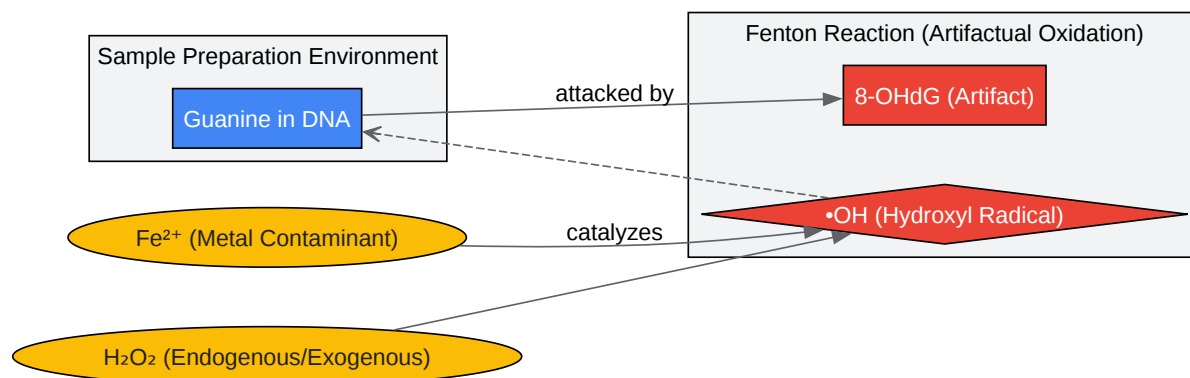 Sample Preparation Environment
Guanine in DNA
Fenton Reaction (Artifactual Oxidation)
attacked by
8-OHdG (Artifact)
Fe²⁺ (Metal Contaminant)
catalyzes
•OH (Hydroxyl Radical)
H₂O₂ (Endogenous/Exogenous)